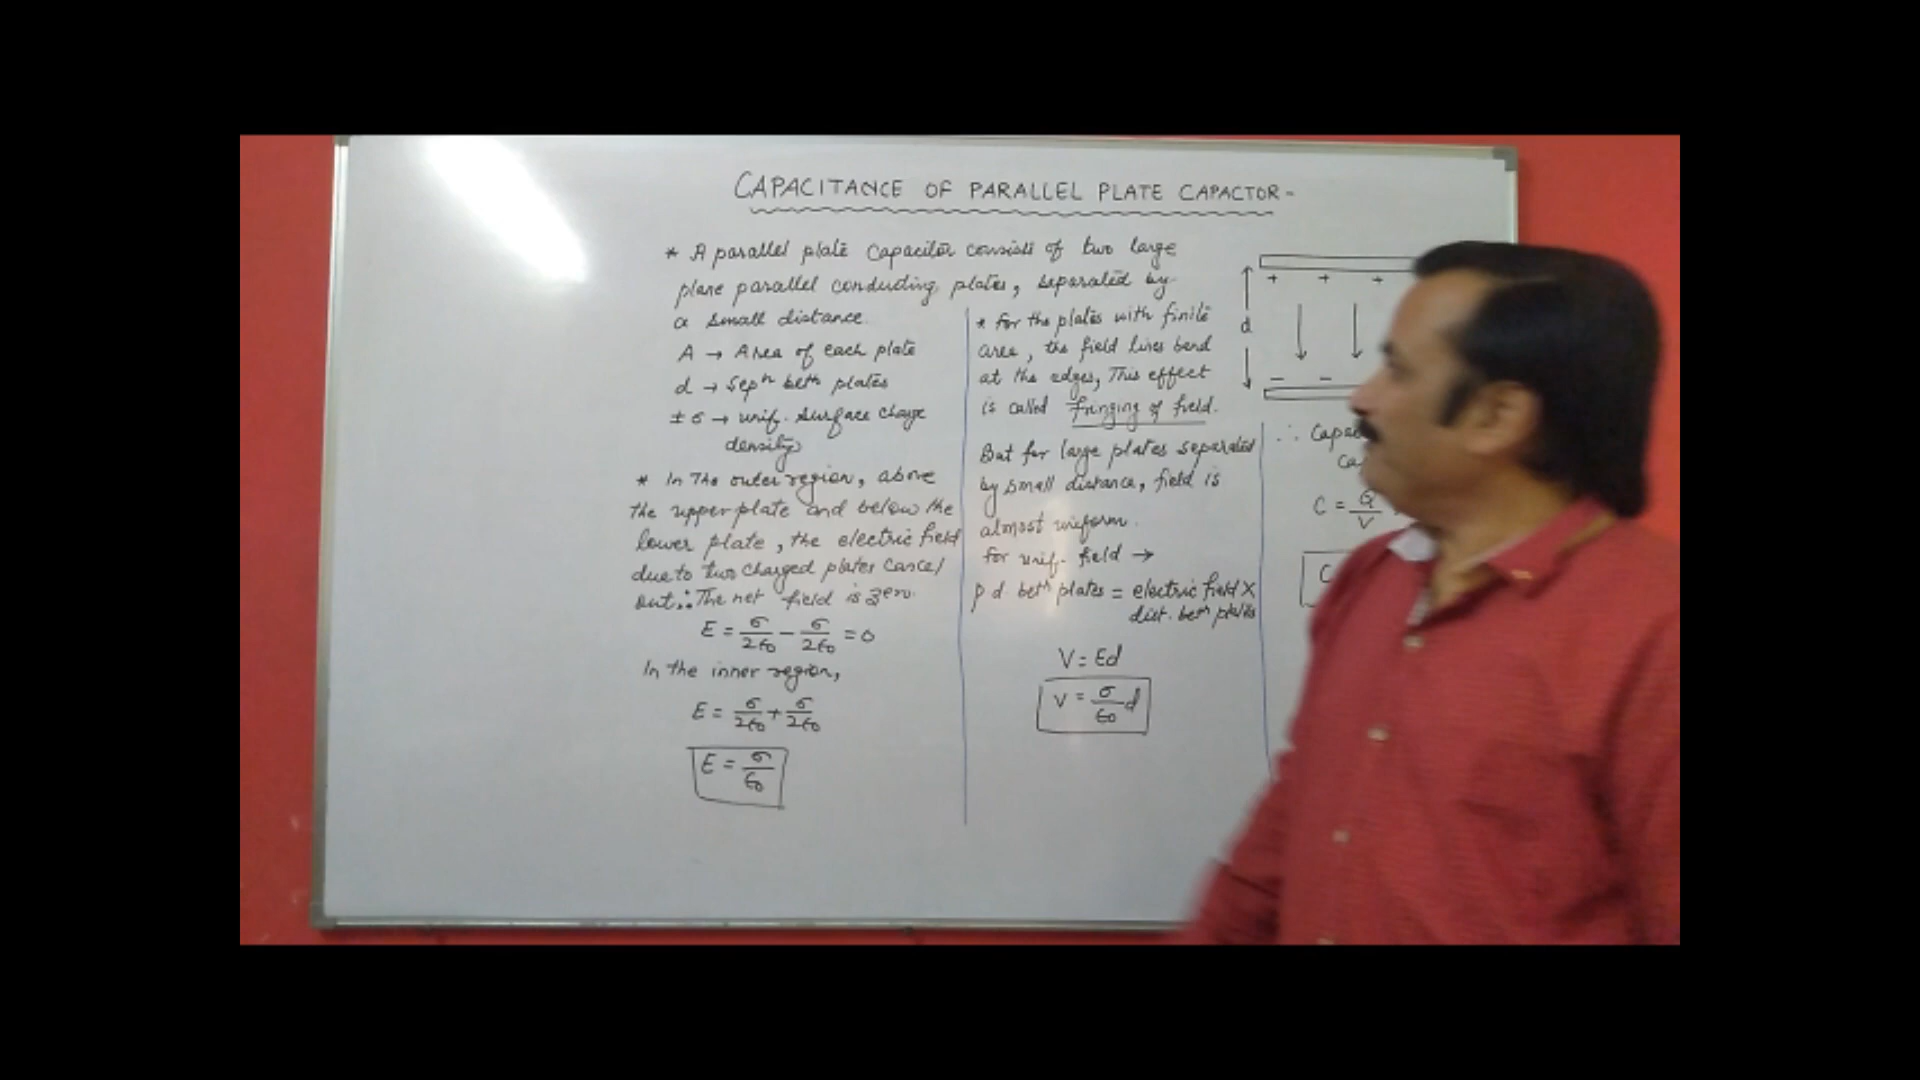 CAPACITANCE OF PARALLEL PLATE CAPACTOR-
* A parallel plate capacitor consists of two large
plane parallel conducting plates, separated by
a small distance.
A → Area of each plate
d → Sepⁿ betⁿ plates
± σ → unif. surface charge
density
* In The outer region, above
the upper plate and below the
lower plate, the electric field
due to two charged plates cancel
out ∴ The net field is zero.
E = σ/2ε₀ − σ/2ε₀ = 0
In the inner region,
E = σ/2ε₀ + σ/2ε₀
E = σ/ε₀
* for the plates with finite
area, the field lines bend
at the edges, This effect
is called fringing of field.
But for large plates separated
by small distance, field is
almost uniform.
for unif. field →
p d. betⁿ plates = electric field ×
dist. betⁿ plates
V = Ed
V = σ/ε₀ d
+ + +
d
− −
C = Q/V
C